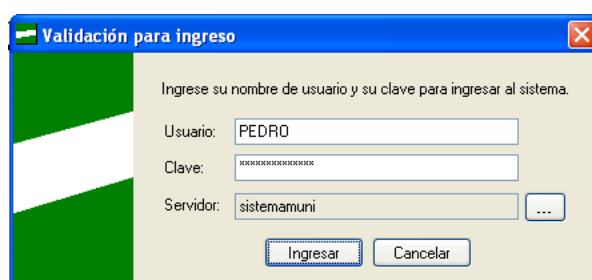 Validación para ingreso
Ingrese su nombre de usuario y su clave para ingresar al sistema.
Usuario: PEDRO
Clave: **************
Servidor: sistemamuni ...
Ingresar Cancelar